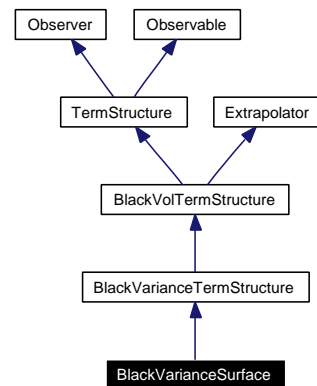 Observer
Observable
TermStructure
Extrapolator
BlackVolTermStructure
BlackVarianceTermStructure
BlackVarianceSurface